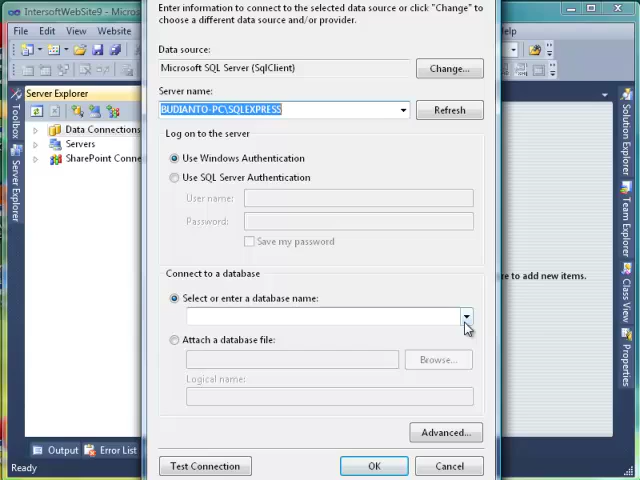 IntersoftWebSite9 - Micros
Enter information to connect to the selected data source or click "Change" to
choose a different data source and/or provider.
File Edit View Website
elp
Data source:
Microsoft SQL Server (SqlClient)
Change...
Server name:
BUDIANTO-PC\SQLEXPRESS
Refresh
Server Explorer
Data Connections
Servers
SharePoint Conne
Toolbox
Server Explorer
Log on to the server
Use Windows Authentication
Use SQL Server Authentication
User name:
Password:
Save my password
Connect to a database
Select or enter a database name:
Attach a database file:
Browse...
Logical name:
Advanced...
Test Connection
OK
Cancel
re to add new items.
Solution Explorer
Team Explorer
Class View
Properties
Output
Error List
Ready